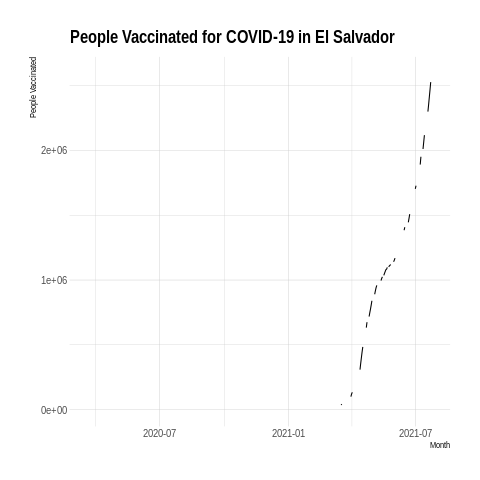 People Vaccinated for COVID-19 in El Salvador
People Vaccinated
2e+06
1e+06
0e+00
2020-07
2021-01
2021-07
Month